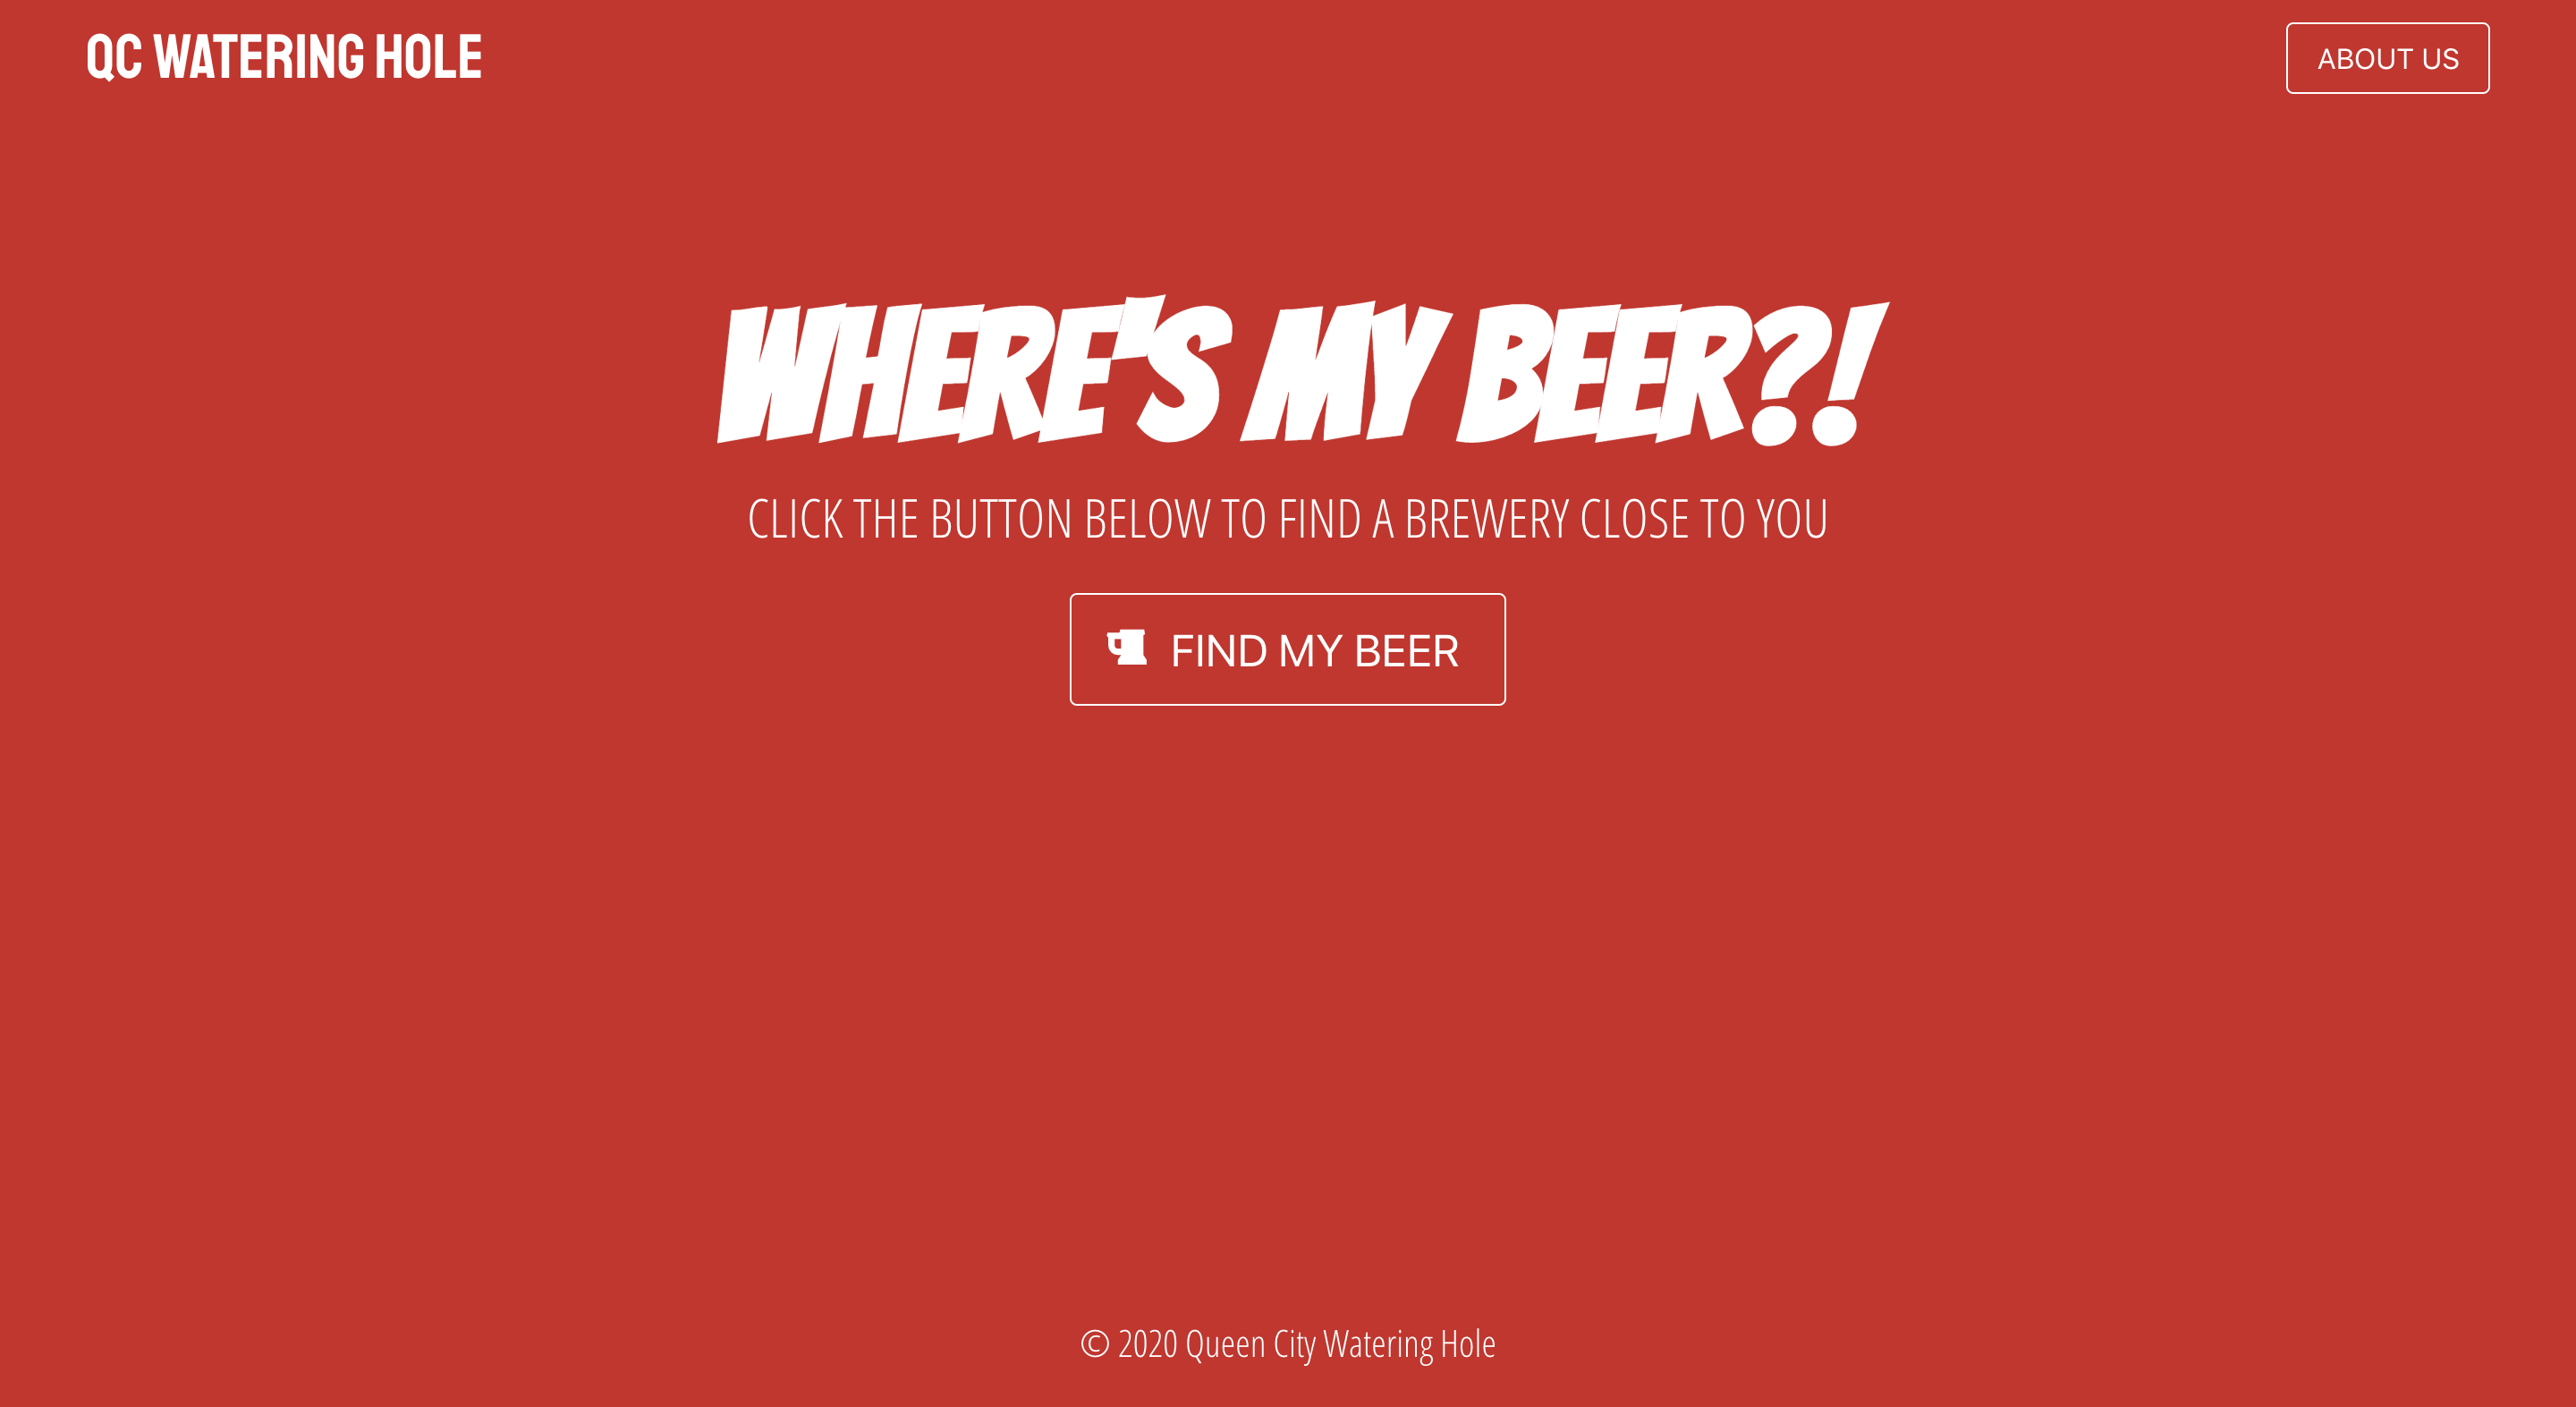 QC WATERING HOLE
ABOUT US
WHERE'S MY BEER?!
CLICK THE BUTTON BELOW TO FIND A BREWERY CLOSE TO YOU
FIND MY BEER
© 2020 Queen City Watering Hole